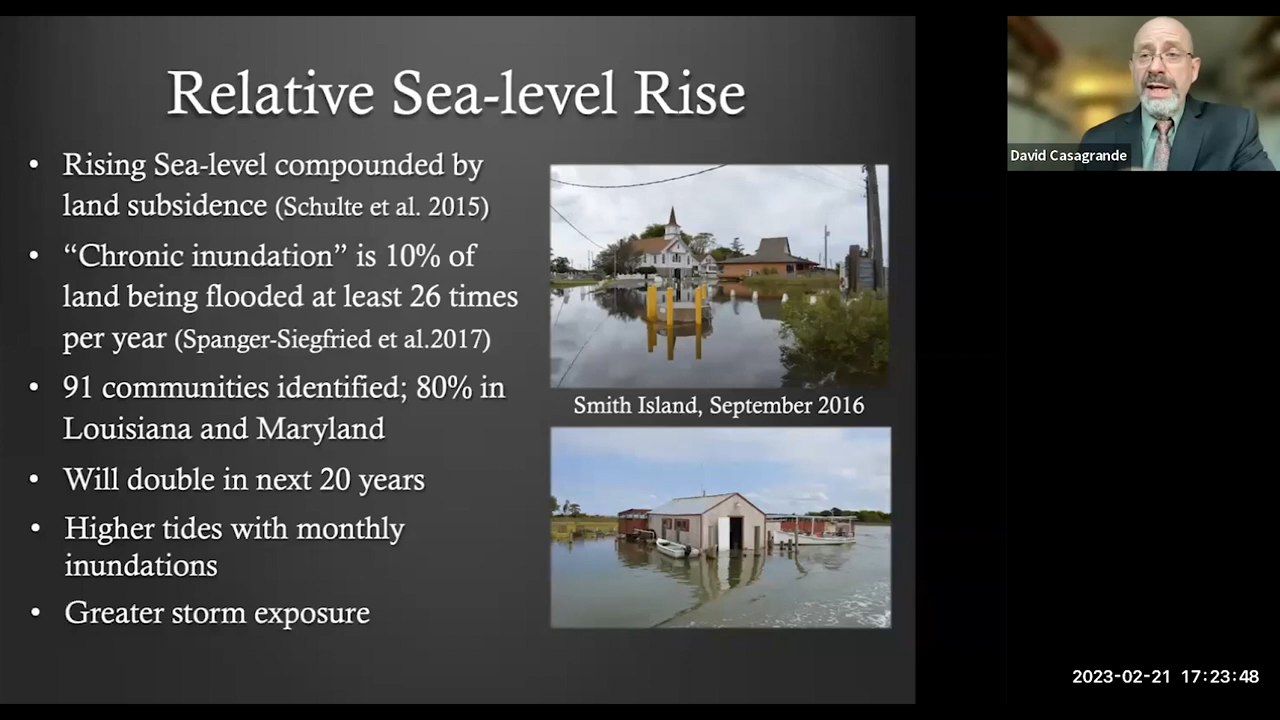 Relative Sea-level Rise
• Rising Sea-level compounded by
land subsidence (Schulte et al. 2015)
• “Chronic inundation” is 10% of
land being flooded at least 26 times
per year (Spanger-Siegfried et al.2017)
• 91 communities identified; 80% in
Louisiana and Maryland
• Will double in next 20 years
• Higher tides with monthly
inundations
• Greater storm exposure
Smith Island, September 2016
David Casagrande
2023-02-21 17:23:48